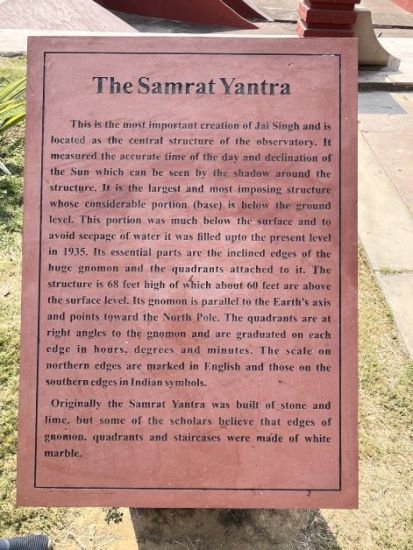 The Samrat Yantra
This is the most important creation of Jai Singh and is
located as the central structure of the observatory. It
measured the accurate time of the day and declination of
the Sun which can be seen by the shadow around the
structure. It is the largest and most imposing structure
whose considerable portion (base) is below the ground
level. This portion was much below the surface and to
avoid seepage of water it was filled upto the present level
in 1935. Its essential parts are the inclined edges of the
huge gnomon and the quadrants attached to it. The
structure is 68 feet high of which about 60 feet are above
the surface level. Its gnomon is parallel to the Earth's axis
and points toward the North Pole. The quadrants are at
right angles to the gnomon and are graduated on each
edge in hours, degrees and minutes. The scale on
northern edges are marked in English and those on the
southern edges in Indian symbols.
Originally the Samrat Yantra was built of stone and
lime, but some of the scholars believe that edges of
gnomon, quadrants and staircases were made of white
marble.